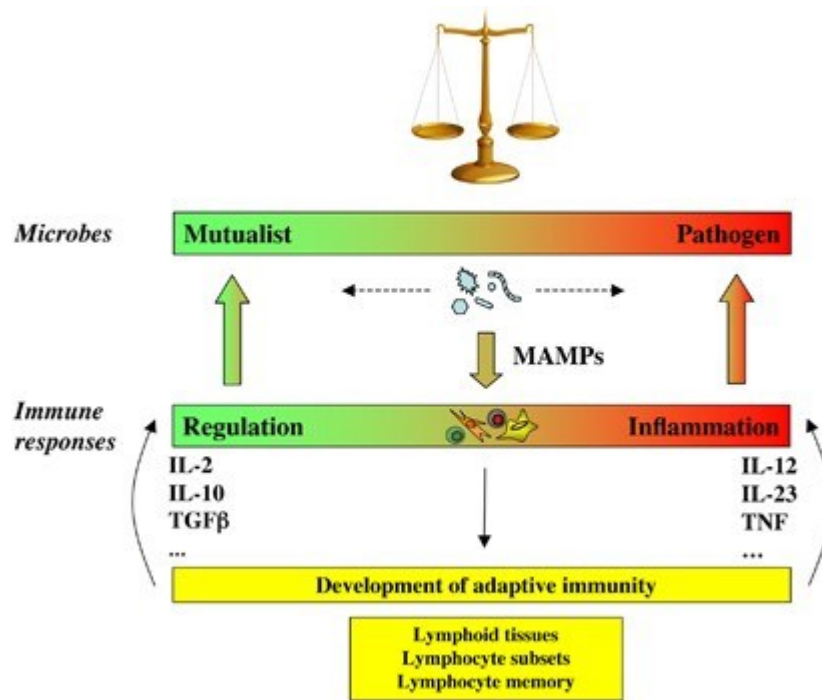 Microbes
Mutualist
Pathogen
MAMPs
Immune
responses
Regulation
Inflammation
IL-2
IL-10
TGFβ
...
IL-12
IL-23
TNF
...
Development of adaptive immunity
Lymphoid tissues
Lymphocyte subsets
Lymphocyte memory